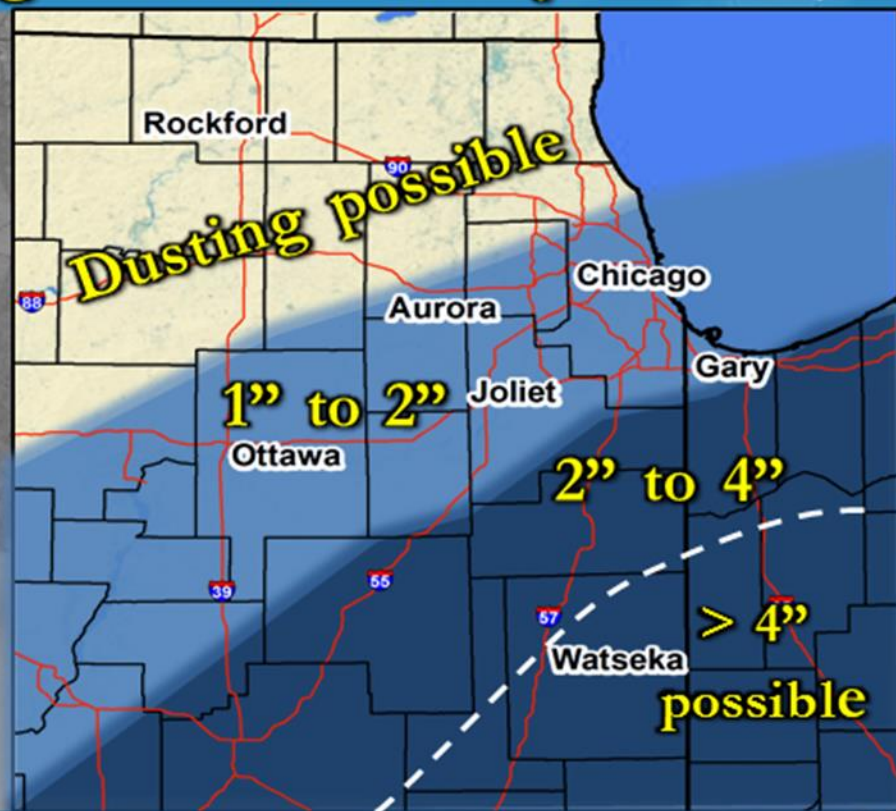 Rockford
90
Dusting possible
88
Chicago
Aurora
Gary
Joliet
1” to 2”
Ottawa
2” to 4”
55
39
57
> 4”
Watseka
possible